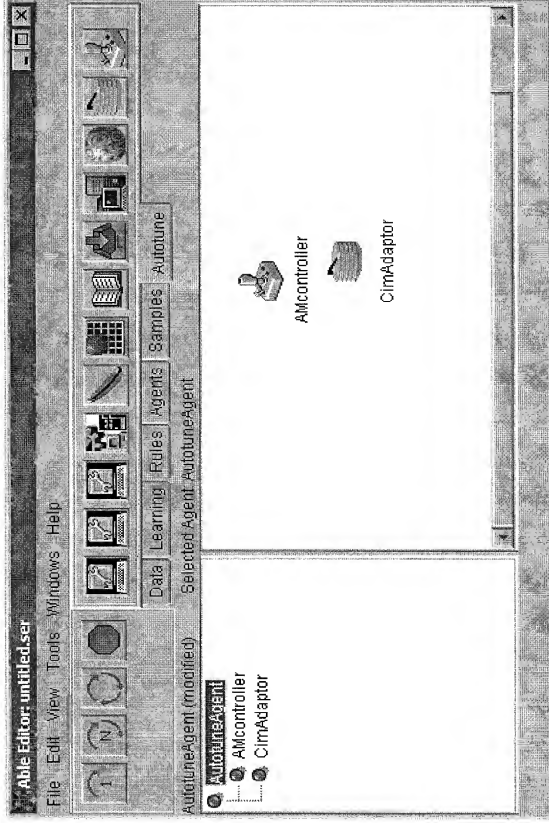 Able Editor: untitled.ser
File Edit View Tools Windows Help
1 N
Data Learning Rules Agents Samples Autotune
AutotuneAgent (modified)
Selected Agent: AutotuneAgent
AutotuneAgent
AMcontroller
CimAdaptor
AMcontroller
CimAdaptor